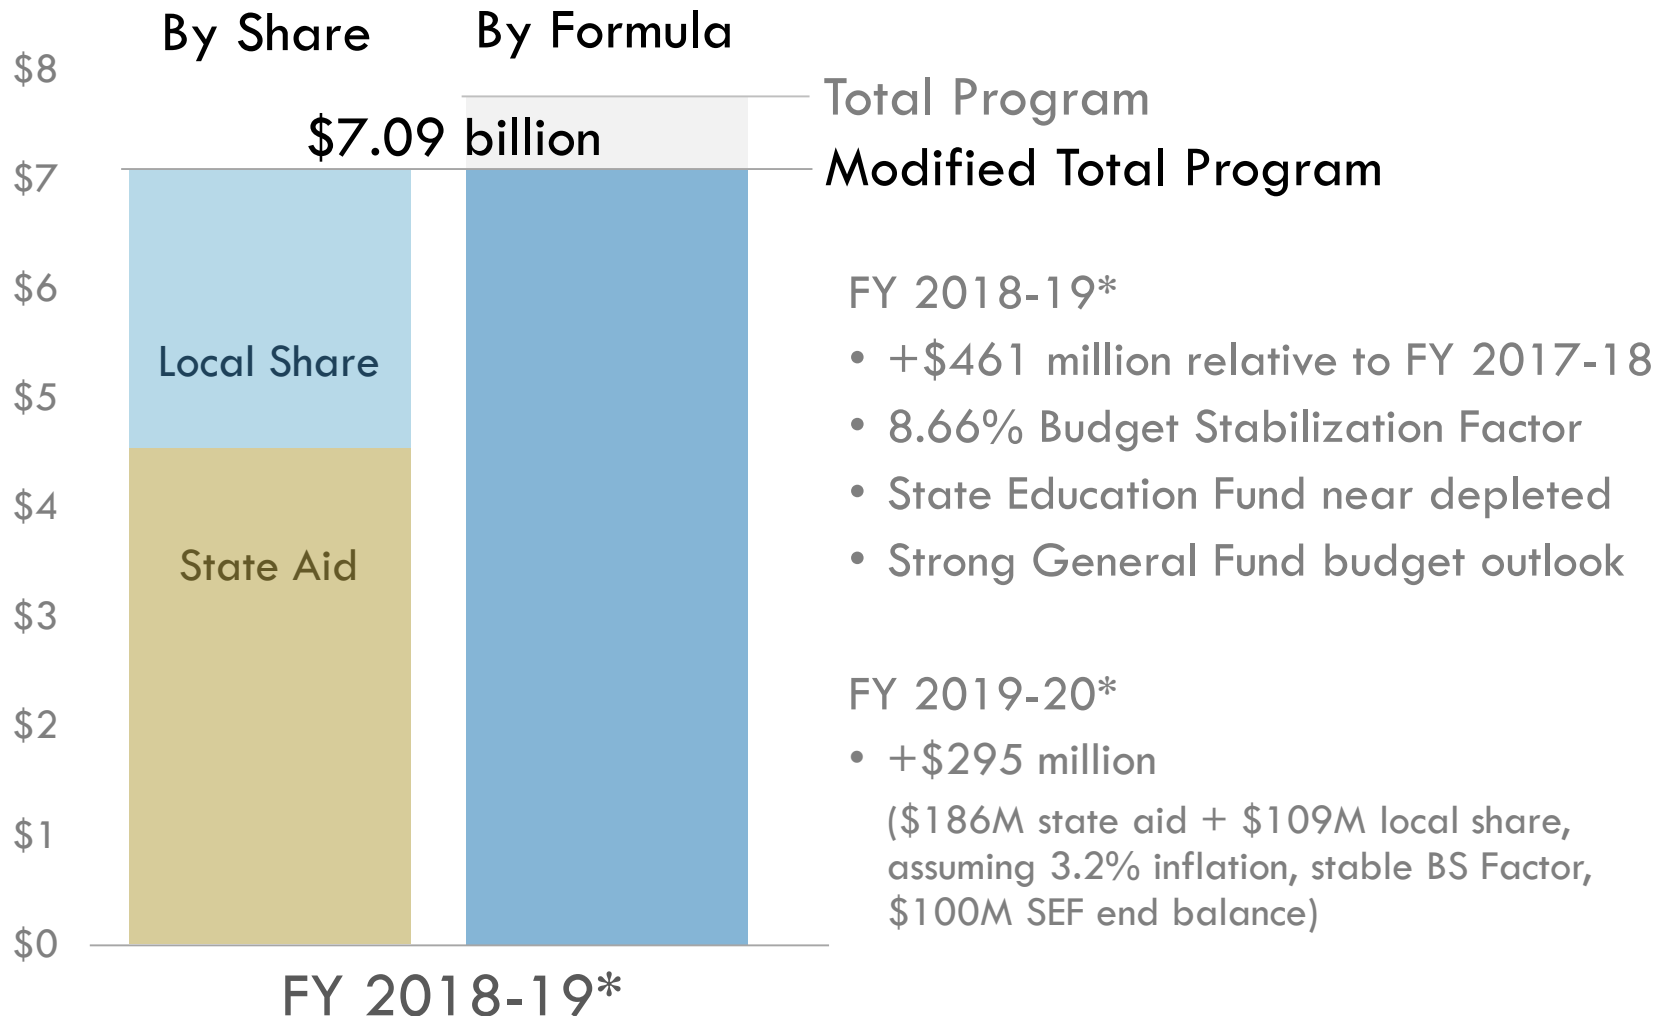 By Share
By Formula
$8
$7
$6
$5
$4
$3
$2
$1
$0
$7.09 billion
Total Program
Modified Total Program
Local Share
State Aid
FY 2018-19*
FY 2018-19*
• +$461 million relative to FY 2017-18
• 8.66% Budget Stabilization Factor
• State Education Fund near depleted
• Strong General Fund budget outlook
FY 2019-20*
• +$295 million
($186M state aid + $109M local share,
assuming 3.2% inflation, stable BS Factor,
$100M SEF end balance)